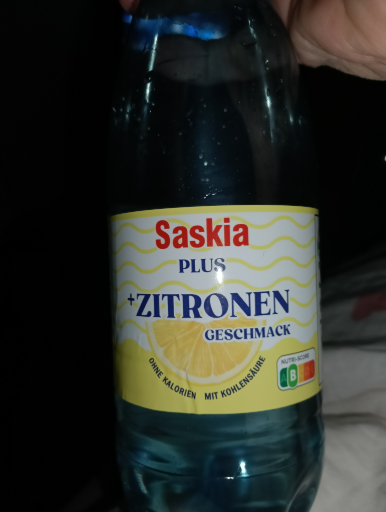 Saskia
PLUS
+ZITRONEN
GESCHMACK
OHNE KALORIEN MIT KOHLENSÄURE
NUTRI-SCORE
B